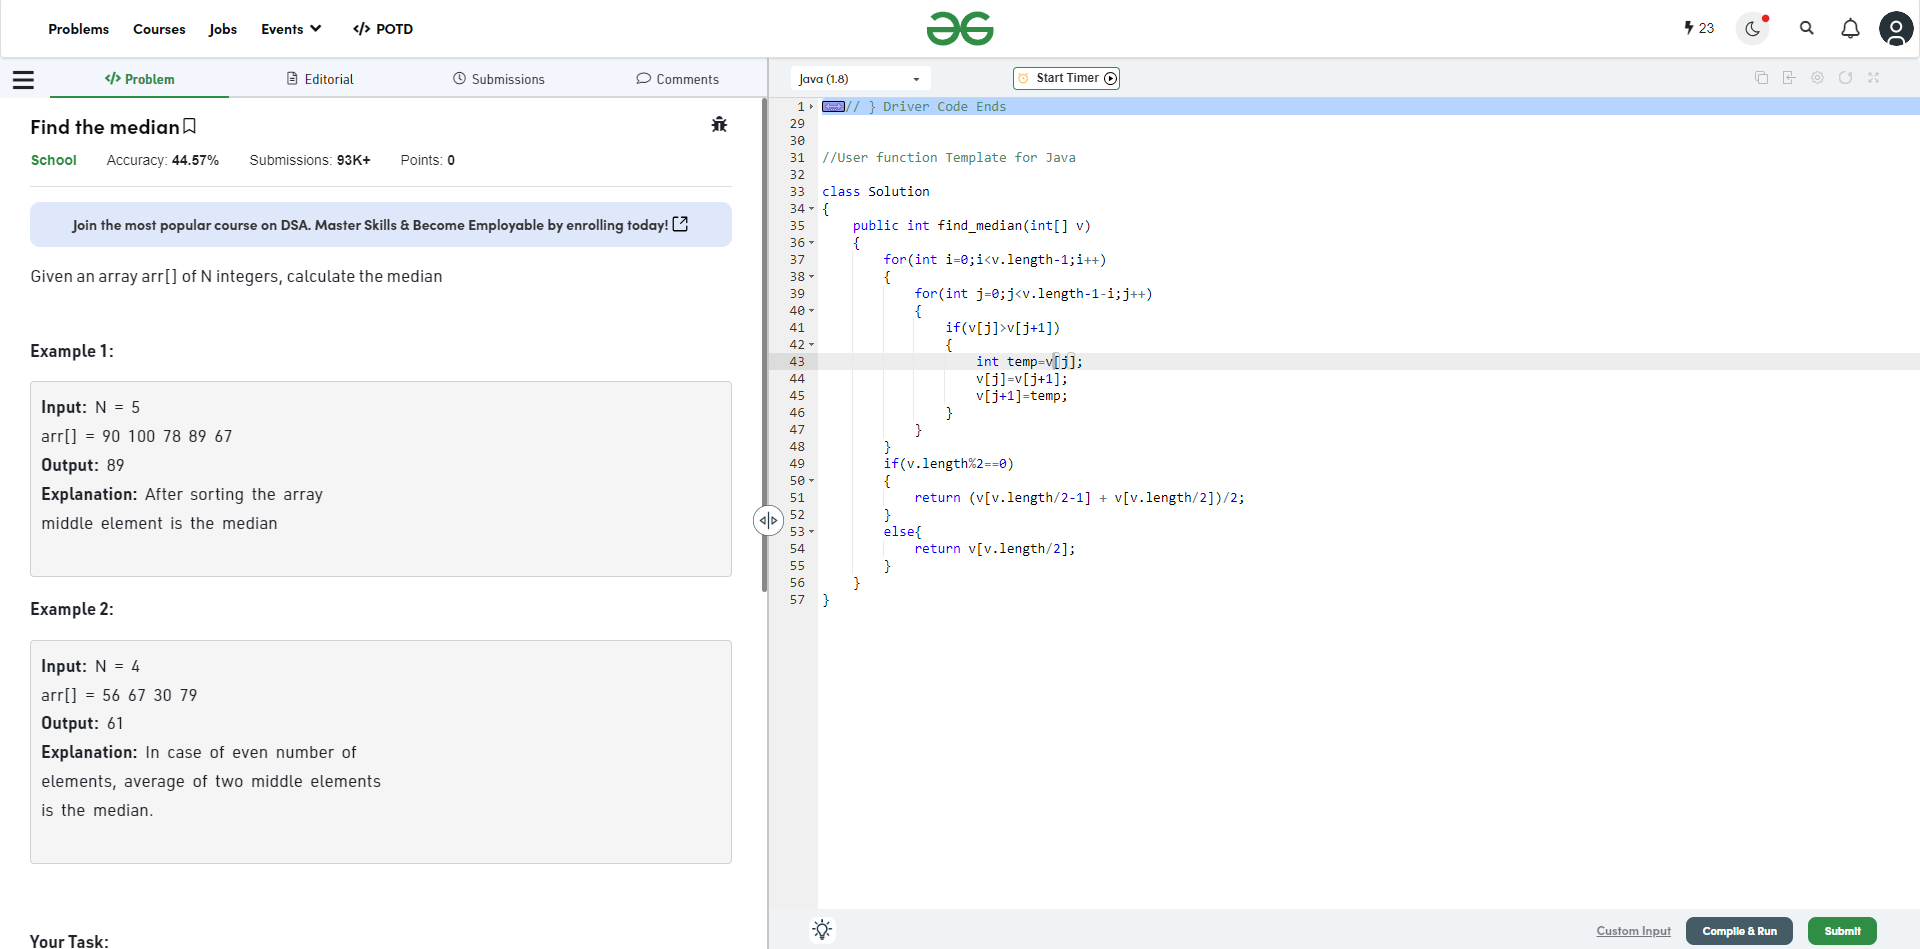 Problems Courses Jobs Events </> POTD
23
</> Problem Editorial Submissions Comments
Java (1.8) Start Timer
Find the median
School Accuracy: 44.57% Submissions: 93K+ Points: 0
Join the most popular course on DSA. Master Skills & Become Employable by enrolling today!
Given an array arr[] of N integers, calculate the median
Example 1:
Input: N = 5
arr[] = 90 100 78 89 67
Output: 89
Explanation: After sorting the array
middle element is the median
Example 2:
Input: N = 4
arr[] = 56 67 30 79
Output: 61
Explanation: In case of even number of
elements, average of two middle elements
is the median.
Your Task:
1 // } Driver Code Ends
29
30
31 //User function Template for Java
32
33 class Solution
34 {
35     public int find_median(int[] v)
36     {
37         for(int i=0;i<v.length-1;i++)
38         {
39             for(int j=0;j<v.length-1-i;j++)
40             {
41                 if(v[j]>v[j+1])
42                 {
43                     int temp=v[j];
44                     v[j]=v[j+1];
45                     v[j+1]=temp;
46                 }
47             }
48         }
49         if(v.length%2==0)
50         {
51             return (v[v.length/2-1] + v[v.length/2])/2;
52         }
53         else{
54             return v[v.length/2];
55         }
56     }
57 }
Custom Input Compile & Run Submit